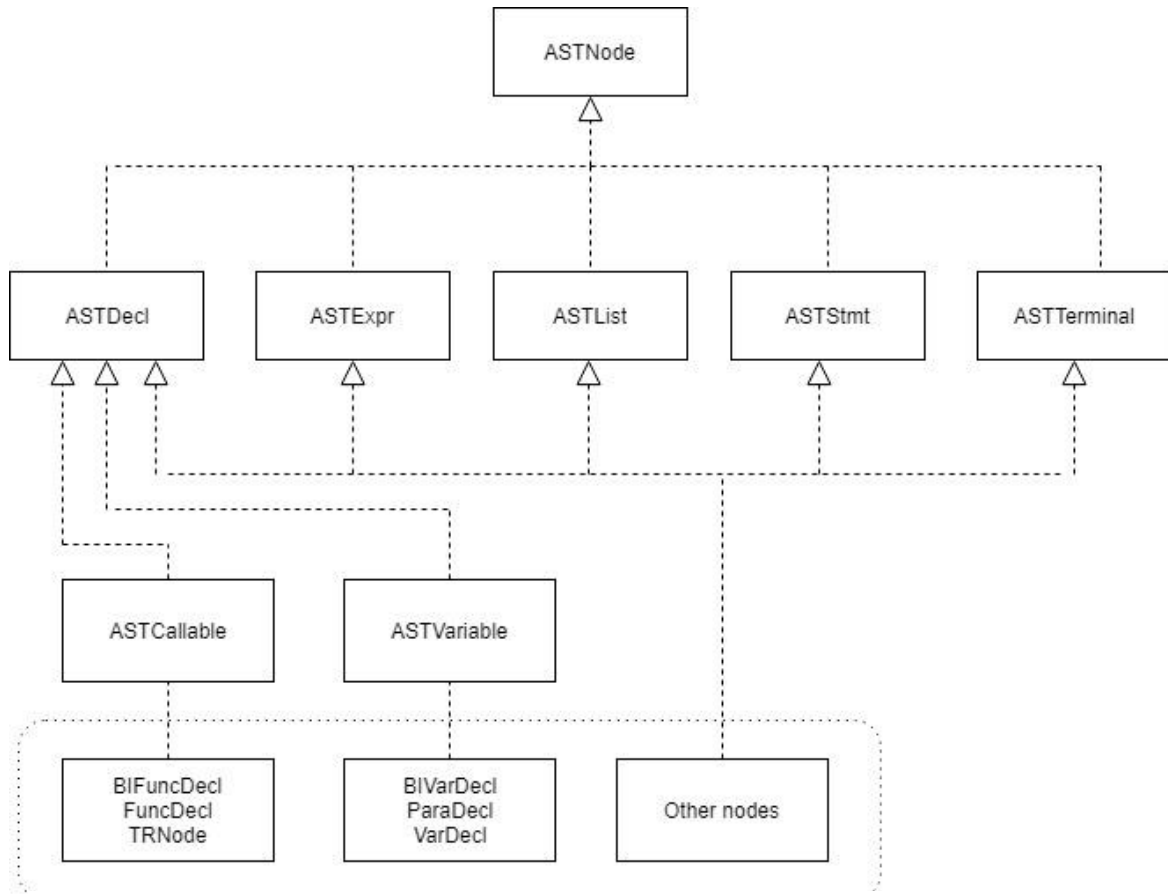 ASTNode
ASTDecl
ASTExpr
ASTList
ASTStmt
ASTTerminal
ASTCallable
ASTVariable
BIFuncDecl
FuncDecl
TRNode
BIVarDecl
ParaDecl
VarDecl
Other nodes